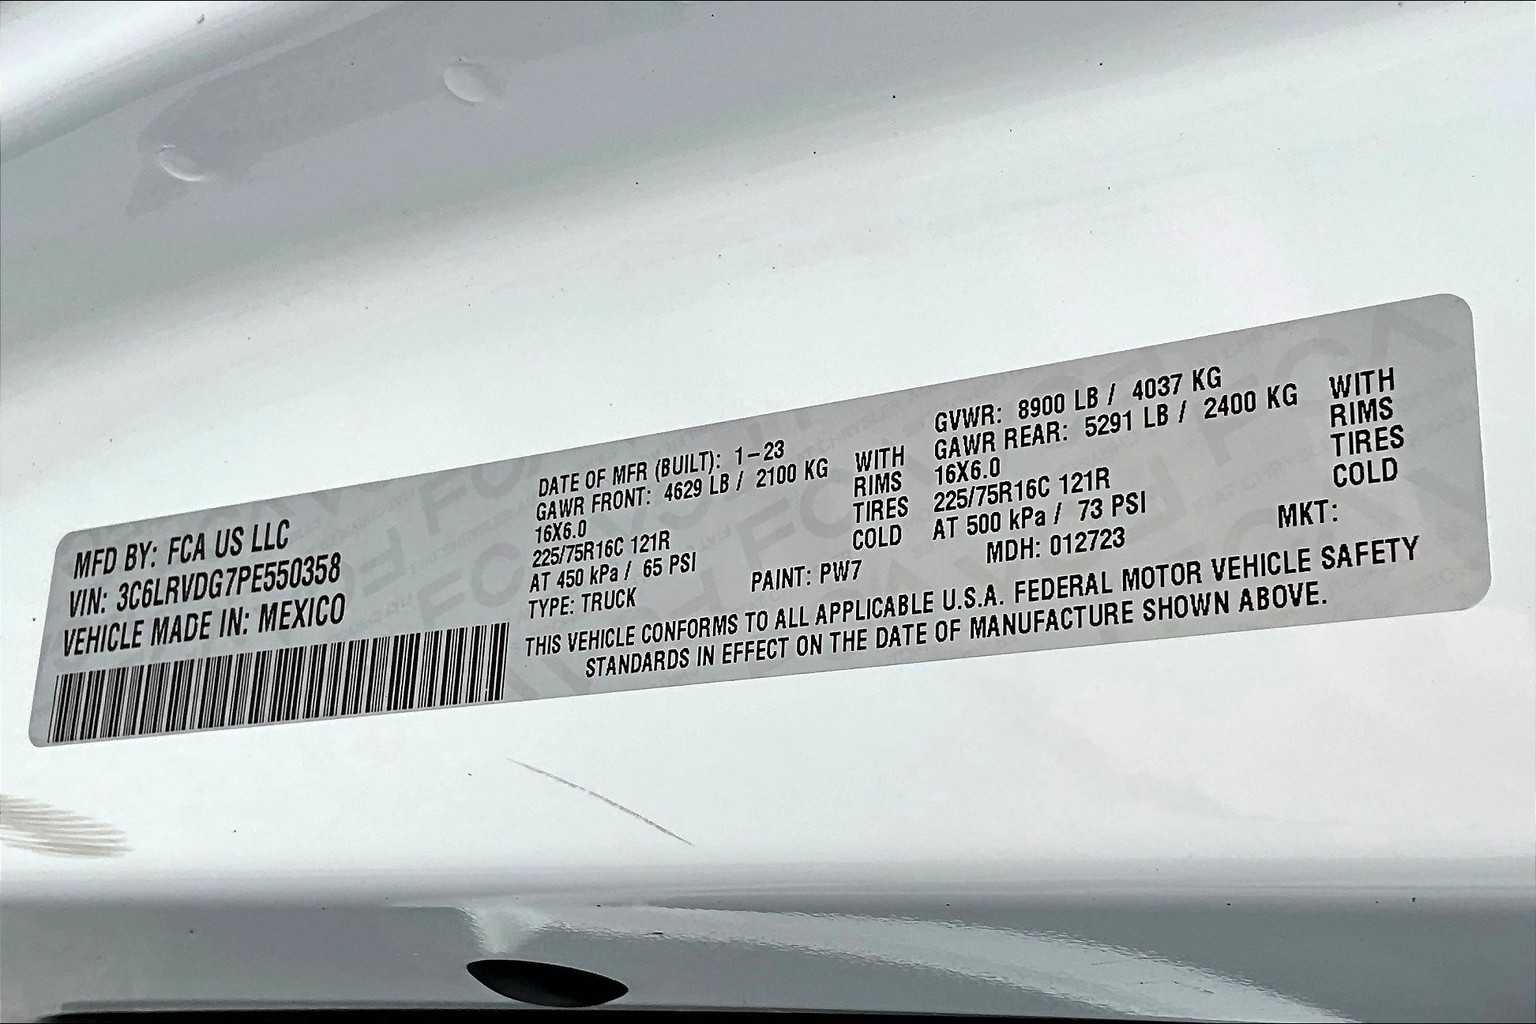 MFD BY: FCA US LLC
VIN: 3C6LRVDG7PE550358
VEHICLE MADE IN: MEXICO
DATE OF MFR (BUILT): 1-23
GAWR FRONT: 4629 LB / 2100 KG WITH
16X6.0 RIMS
225/75R16C 121R TIRES
AT 450 kPa / 65 PSI COLD
TYPE: TRUCK PAINT: PW7
GVWR: 8900 LB / 4037 KG
GAWR REAR: 5291 LB / 2400 KG WITH
16X6.0 RIMS
225/75R16C 121R TIRES
AT 500 kPa / 73 PSI COLD
MDH: 012723 MKT:
THIS VEHICLE CONFORMS TO ALL APPLICABLE U.S.A. FEDERAL MOTOR VEHICLE SAFETY
STANDARDS IN EFFECT ON THE DATE OF MANUFACTURE SHOWN ABOVE.